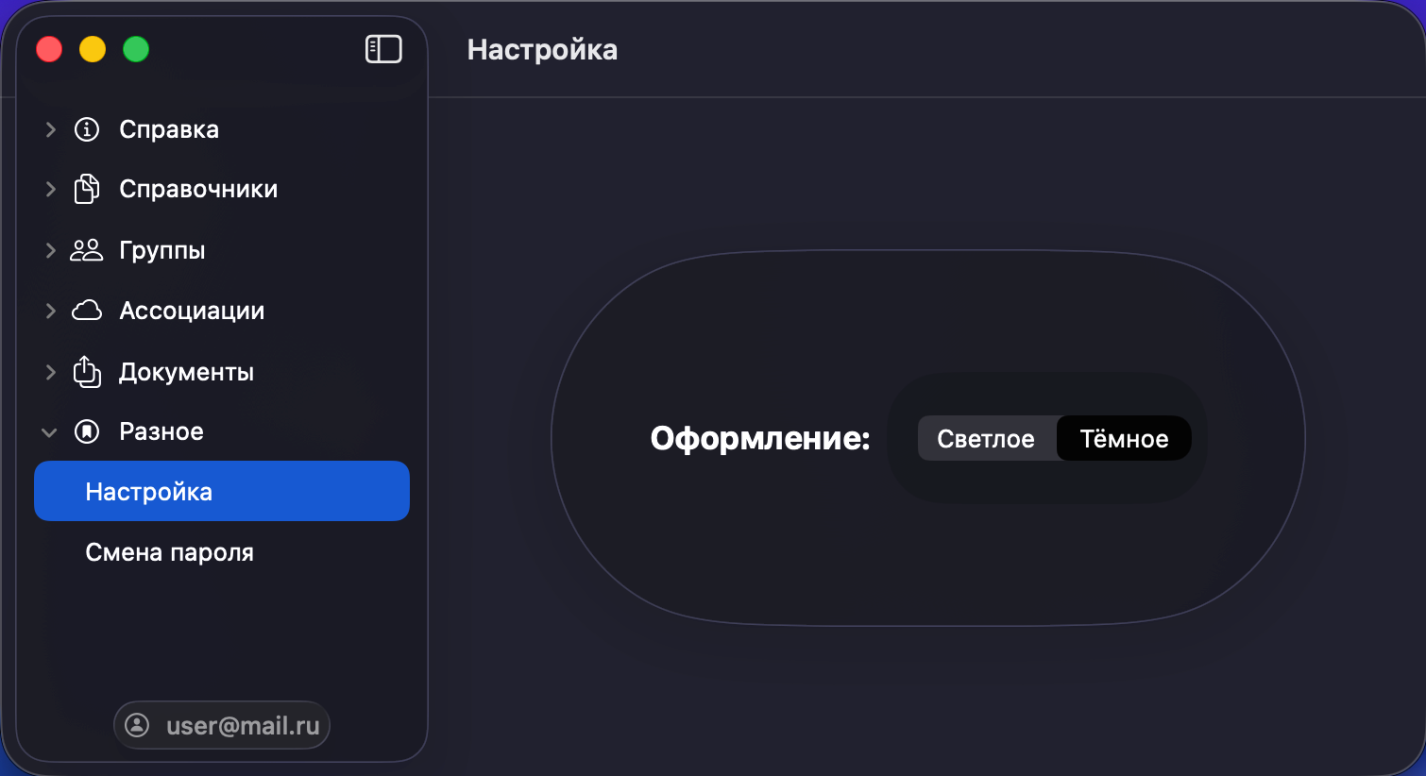 Настройка
Справка
Справочники
Группы
Ассоциации
Документы
Разное
Настройка
Смена пароля
user@mail.ru
Оформление: Светлое Тёмное